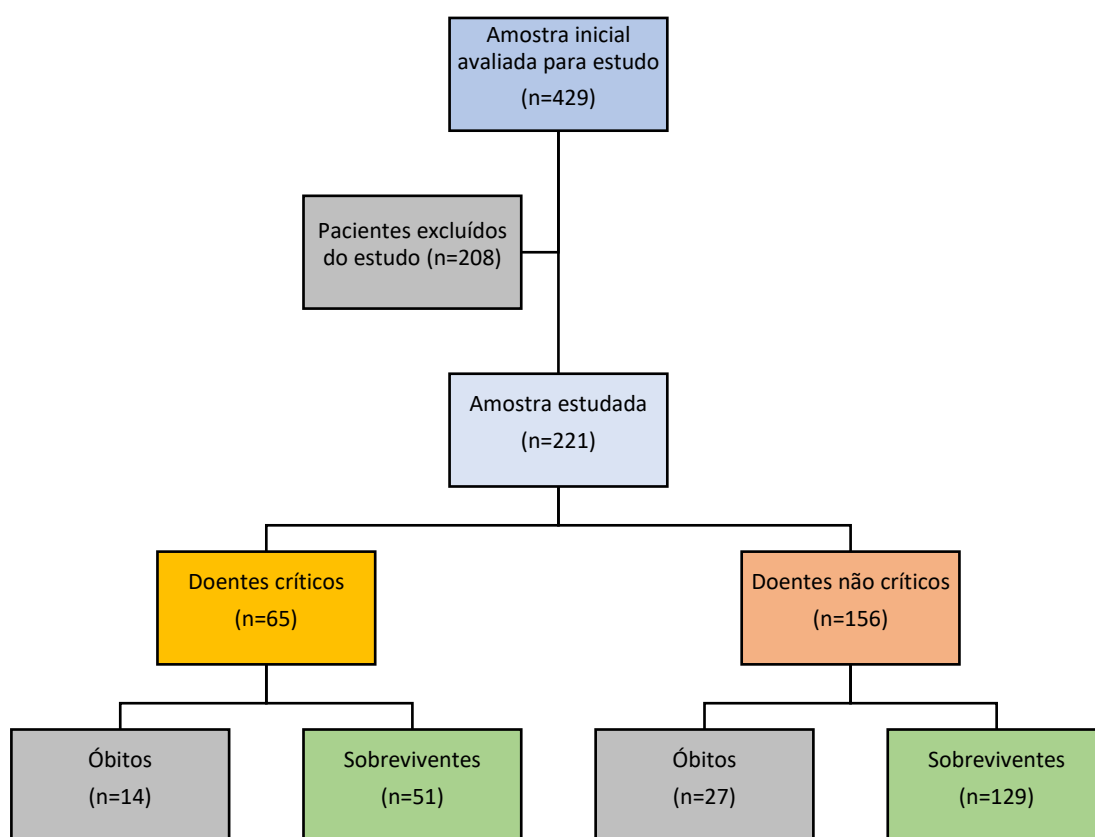 Amostra inicial
avaliada para estudo
(n=429)
Pacientes excluídos
do estudo (n=208)
Amostra estudada
(n=221)
Doentes críticos
(n=65)
Doentes não críticos
(n=156)
Óbitos
(n=14)
Sobreviventes
(n=51)
Óbitos
(n=27)
Sobreviventes
(n=129)